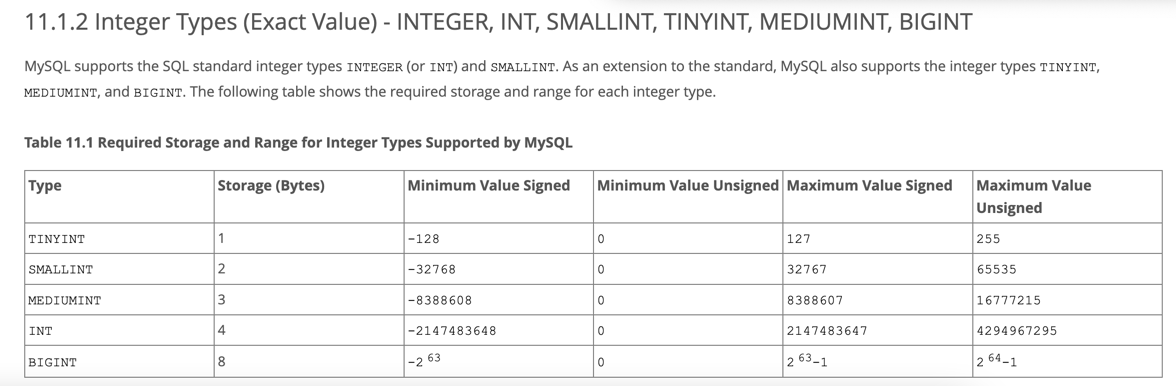 11.1.2 Integer Types (Exact Value) - INTEGER, INT, SMALLINT, TINYINT, MEDIUMINT, BIGINT
MySQL supports the SQL standard integer types INTEGER (or INT) and SMALLINT. As an extension to the standard, MySQL also supports the integer types TINYINT,
MEDIUMINT, and BIGINT. The following table shows the required storage and range for each integer type.
Table 11.1 Required Storage and Range for Integer Types Supported by MySQL
Type Storage (Bytes) Minimum Value Signed Minimum Value Unsigned Maximum Value Signed Maximum Value
Unsigned
TINYINT 1 -128 0 127 255
SMALLINT 2 -32768 0 32767 65535
MEDIUMINT 3 -8388608 0 8388607 16777215
INT 4 -2147483648 0 2147483647 4294967295
BIGINT 8 -2 63 0 2 63-1 2 64-1